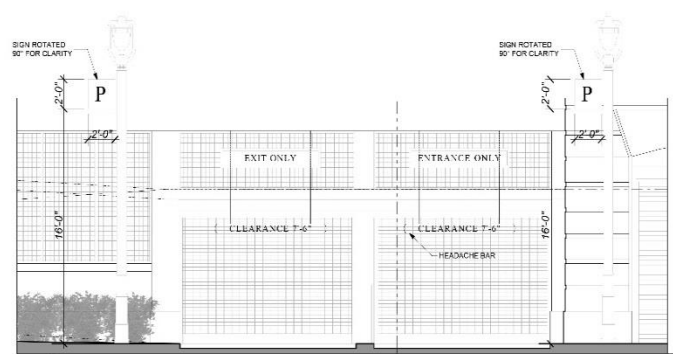 SIGN ROTATED
90° FOR CLARITY
SIGN ROTATED
90° FOR CLARITY
2'-0"
P
2'-0"
2'-0"
P
2'-0"
EXIT ONLY
ENTRANCE ONLY
16'-0"
CLEARANCE 7'-6"
CLEARANCE 7'-6"
16'-0"
HEADACHE BAR